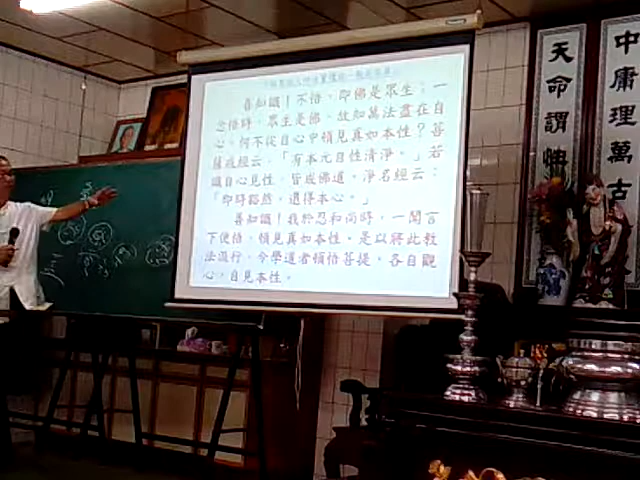 善知識！不悟，即佛是眾生；一
念悟時，眾生是佛。故知萬法盡在自
心，何不從自心中頓見真如本性？菩
薩戒經云：「有本元自性清淨。」若
識自心見性，皆成佛道。淨名經云：
「即時豁然，還得本心。」
善知識！我於忍和尚時，一聞言
下便悟，頓見真如本性。是以將此教
法流行，令學道者頓悟菩提，各自觀
心，自見本性。
天命謂
中庸理萬古